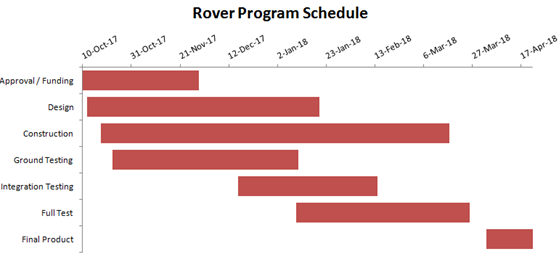 Rover Program Schedule
10-Oct-17
31-Oct-17
21-Nov-17
12-Dec-17
2-Jan-18
23-Jan-18
13-Feb-18
6-Mar-18
27-Mar-18
17-Apr-18
Approval / Funding
Design
Construction
Ground Testing
Integration Testing
Full Test
Final Product